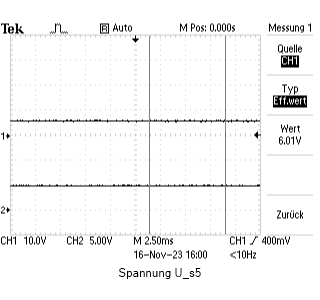 Tek R Auto M Pos: 0.000s Messung 1
Quelle
CH1
Typ
Eff.wert
1
Wert
6.01V
2
Zurück
CH1 10.0V CH2 5.00V M 2.50ms CH1 400mV
16-Nov-23 16:00 <10Hz
Spannung U_s5